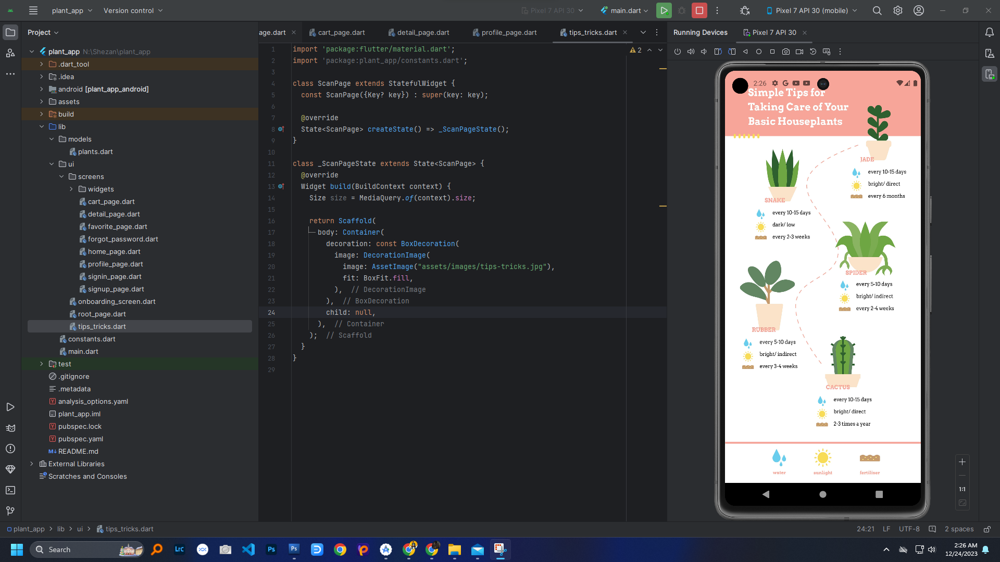 plant_app
Version control
Pixel 7 API 30
main.dart
Pixel 7 API 30 (mobile)
Project
age.dart
cart_page.dart
detail_page.dart
profile_page.dart
tips_tricks.dart
Running Devices
Pixel 7 API 30
plant_app N:\Shezan\plant_app
.dart_tool
.idea
android [plant_app_android]
assets
build
lib
models
plants.dart
ui
screens
widgets
cart_page.dart
detail_page.dart
favorite_page.dart
forgot_password.dart
home_page.dart
profile_page.dart
signin_page.dart
signup_page.dart
onboarding_screen.dart
root_page.dart
tips_tricks.dart
constants.dart
main.dart
test
.gitignore
.metadata
analysis_options.yaml
plant_app.iml
pubspec.lock
pubspec.yaml
README.md
External Libraries
Scratches and Consoles
2
1 import 'package:flutter/material.dart';
2 import 'package:plant_app/constants.dart';
3
4 class ScanPage extends StatefulWidget {
5 const ScanPage({Key? key}) : super(key: key);
6
7 @override
8 State<ScanPage> createState() => _ScanPageState();
9 }
10
11 class _ScanPageState extends State<ScanPage> {
12 @override
13 Widget build(BuildContext context) {
14 Size size = MediaQuery.of(context).size;
15
16 return Scaffold(
17 body: Container(
18 decoration: const BoxDecoration(
19 image: DecorationImage(
20 image: AssetImage("assets/images/tips-tricks.jpg"),
21 fit: BoxFit.fill,
22 ), // DecorationImage
23 ), // BoxDecoration
24 child: null,
25 ), // Container
26 ); // Scaffold
27 }
28 }
29
2:26
Simple Tips for
Taking Care of Your
Basic Houseplants
JADE
every 10-15 days
bright/ direct
every 6 months
SNAKE
every 10-15 days
dark/ low
every 2-3 weeks
SPIDER
every 5-10 days
bright/ indirect
every 2-4 weeks
RUBBER
every 5-10 days
bright/ indirect
every 3-4 weeks
CACTUS
every 10-15 days
bright/ direct
2-3 times a year
water
sunlight
fertilizer
1:1
plant_app > lib > ui > tips_tricks.dart
24:21 LF UTF-8 2 spaces
Search
LrC
Ps
Ps
2:26 AM
12/24/2023